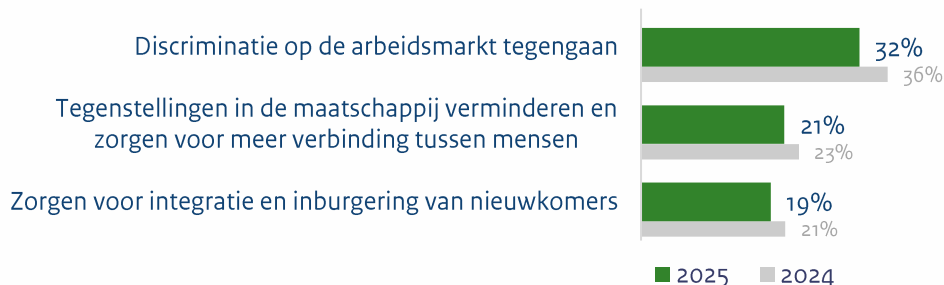 Discriminatie op de arbeidsmarkt tegengaan
32%
36%
Tegenstellingen in de maatschappij verminderen en
zorgen voor meer verbinding tussen mensen
21%
23%
Zorgen voor integratie en inburgering van nieuwkomers
19%
21%
2025
2024